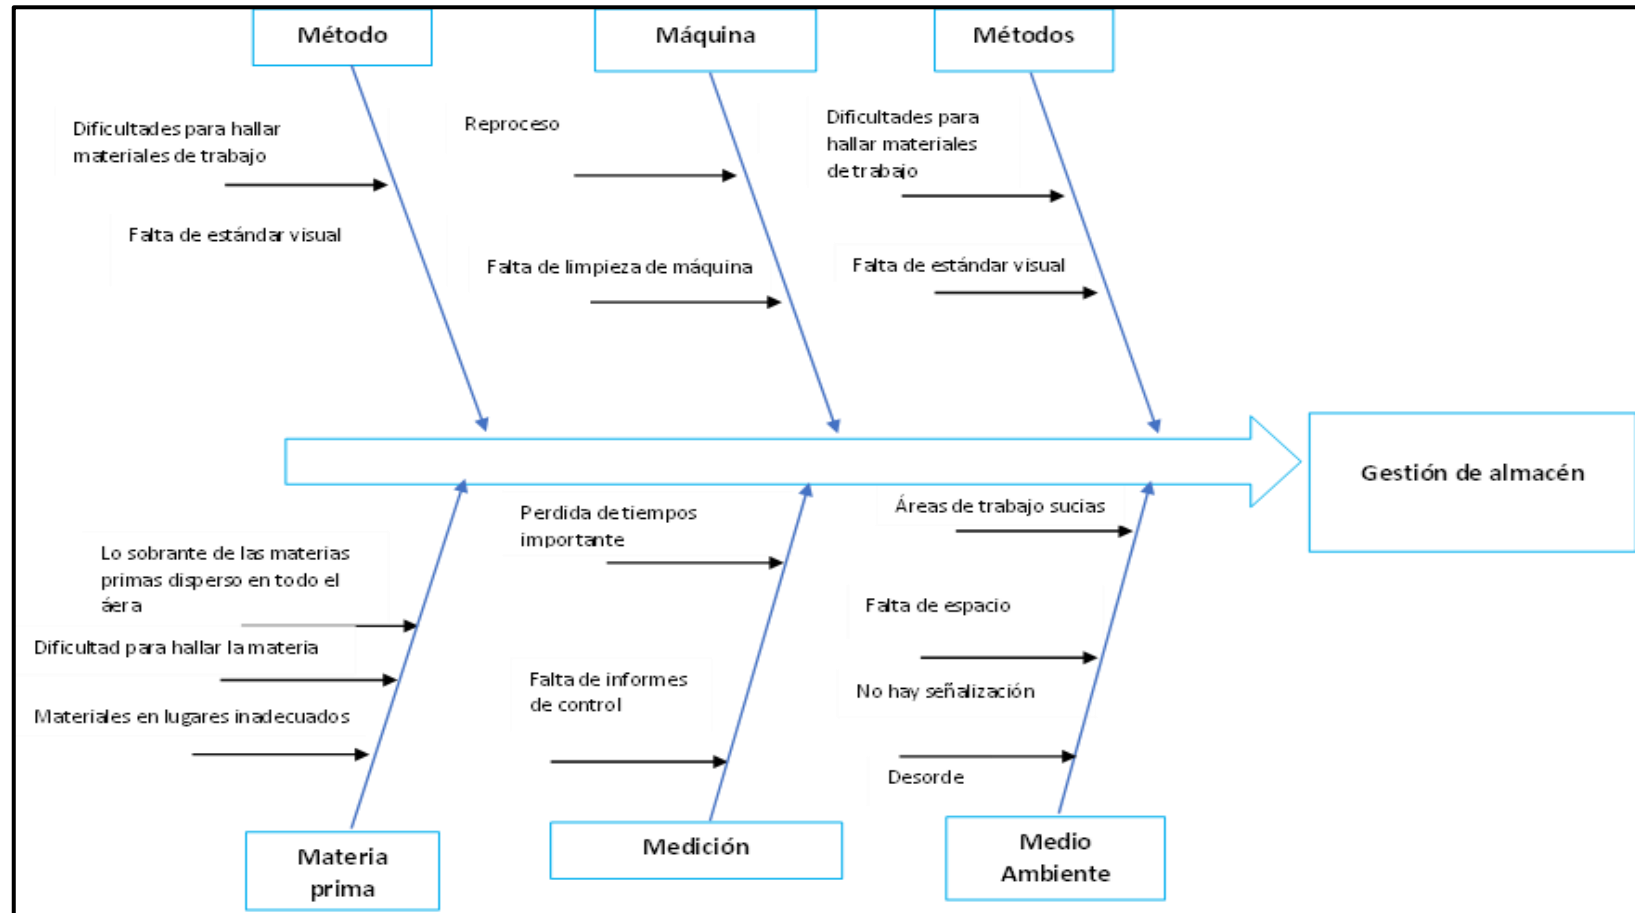 Método
Máquina
Métodos
Dificultades para hallar
materiales de trabajo
Reproceso
Dificultades para
hallar materiales
de trabajo
Falta de estándar visual
Falta de limpieza de máquina
Falta de estándar visual
Gestión de almacén
Lo sobrante de las materias
primas disperso en todo el
áera
Dificultad para hallar la materia
Materiales en lugares inadecuados
Perdida de tiempos
importante
Falta de informes
de control
Áreas de trabajo sucias
Falta de espacio
No hay señalización
Desorde
Materia
prima
Medición
Medio
Ambiente